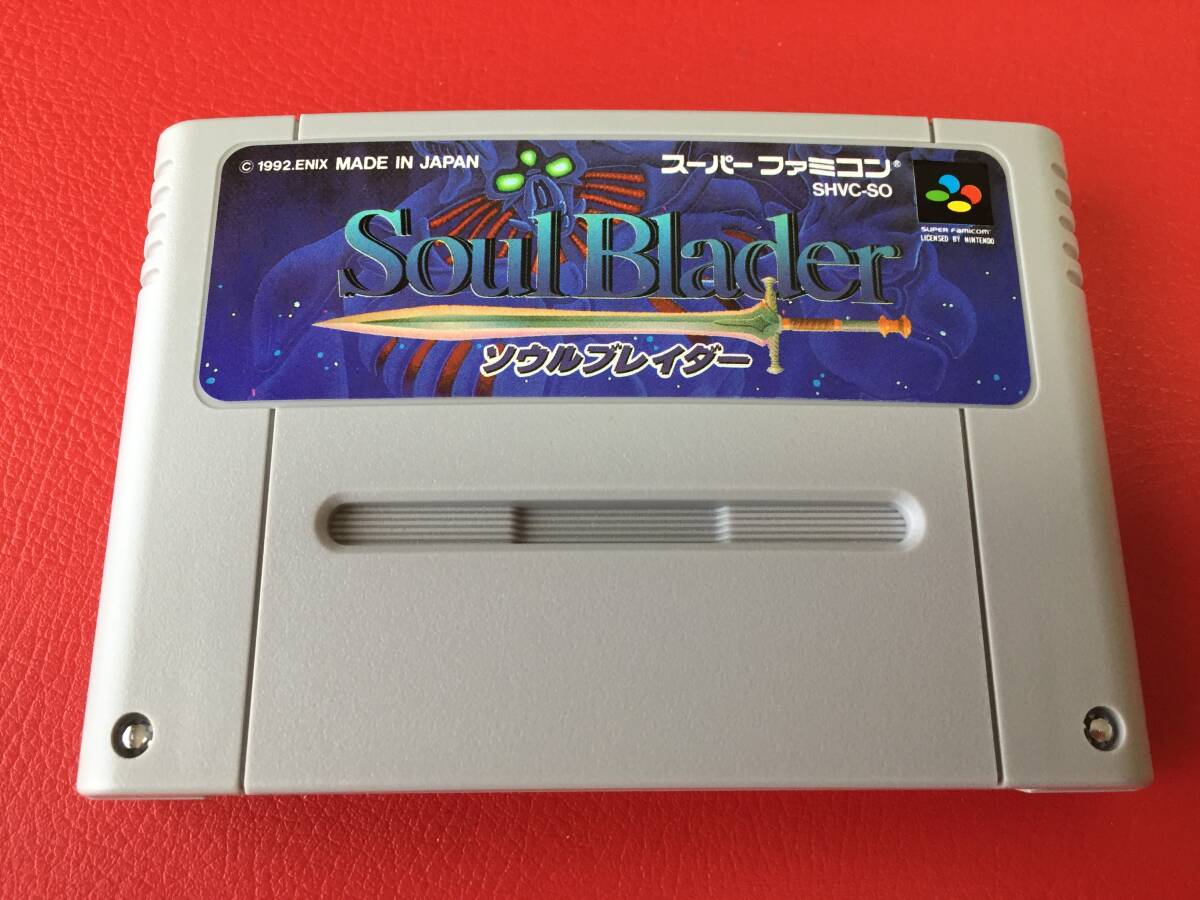 © 1992.ENIX MADE IN JAPAN
スーパーファミコン®
SHVC-SO
SUPER FAMICOM
LICENSED BY NINTENDO
Soul Blader
ソウルブレイダー